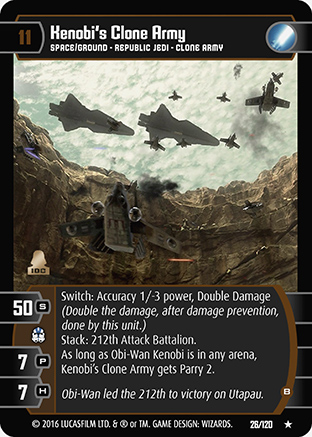 11 Kenobi's Clone Army
SPACE/GROUND - REPUBLIC JEDI - CLONE ARMY
180
50 S
Switch: Accuracy 1/-3 power, Double Damage
(Double the damage, after damage prevention,
done by this unit.)
Stack: 212th Attack Battalion.
7 P
As long as Obi-Wan Kenobi is in any arena,
Kenobi's Clone Army gets Parry 2.
7 H
Obi-Wan led the 212th to victory on Utapau.
B
© 2016 LUCASFILM LTD. & ® OR TM. GAME DESIGN: WIZARDS. 26/120 ★